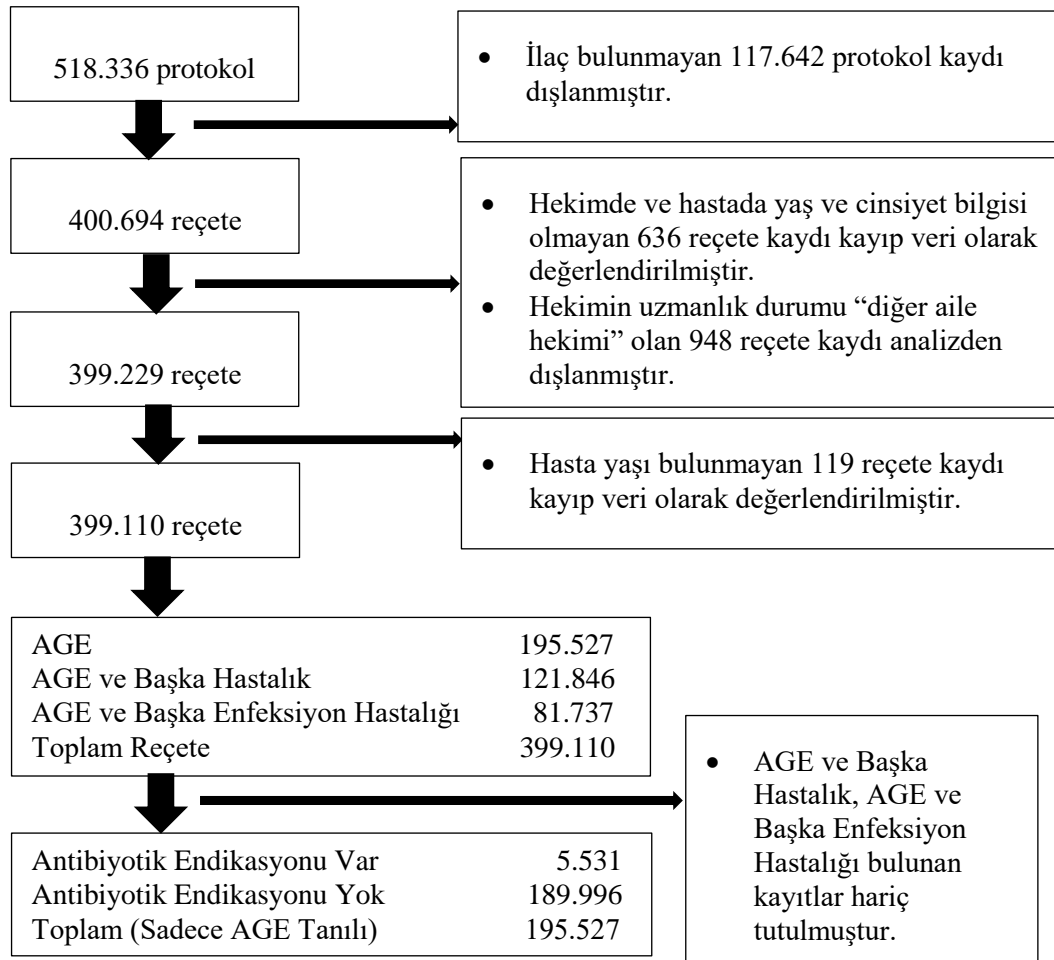 518.336 protokol
• İlaç bulunmayan 117.642 protokol kaydı
dışlanmıştır.
400.694 reçete
• Hekimde ve hastada yaş ve cinsiyet bilgisi
olmayan 636 reçete kaydı kayıp veri olarak
değerlendirilmiştir.
• Hekimin uzmanlık durumu “diğer aile
hekimi” olan 948 reçete kaydı analizden
dışlanmıştır.
399.229 reçete
• Hasta yaşı bulunmayan 119 reçete kaydı
kayıp veri olarak değerlendirilmiştir.
399.110 reçete
AGE 195.527
AGE ve Başka Hastalık 121.846
AGE ve Başka Enfeksiyon Hastalığı 81.737
Toplam Reçete 399.110
• AGE ve Başka
Hastalık, AGE ve
Başka Enfeksiyon
Hastalığı bulunan
kayıtlar hariç
tutulmuştur.
Antibiyotik Endikasyonu Var 5.531
Antibiyotik Endikasyonu Yok 189.996
Toplam (Sadece AGE Tanılı) 195.527